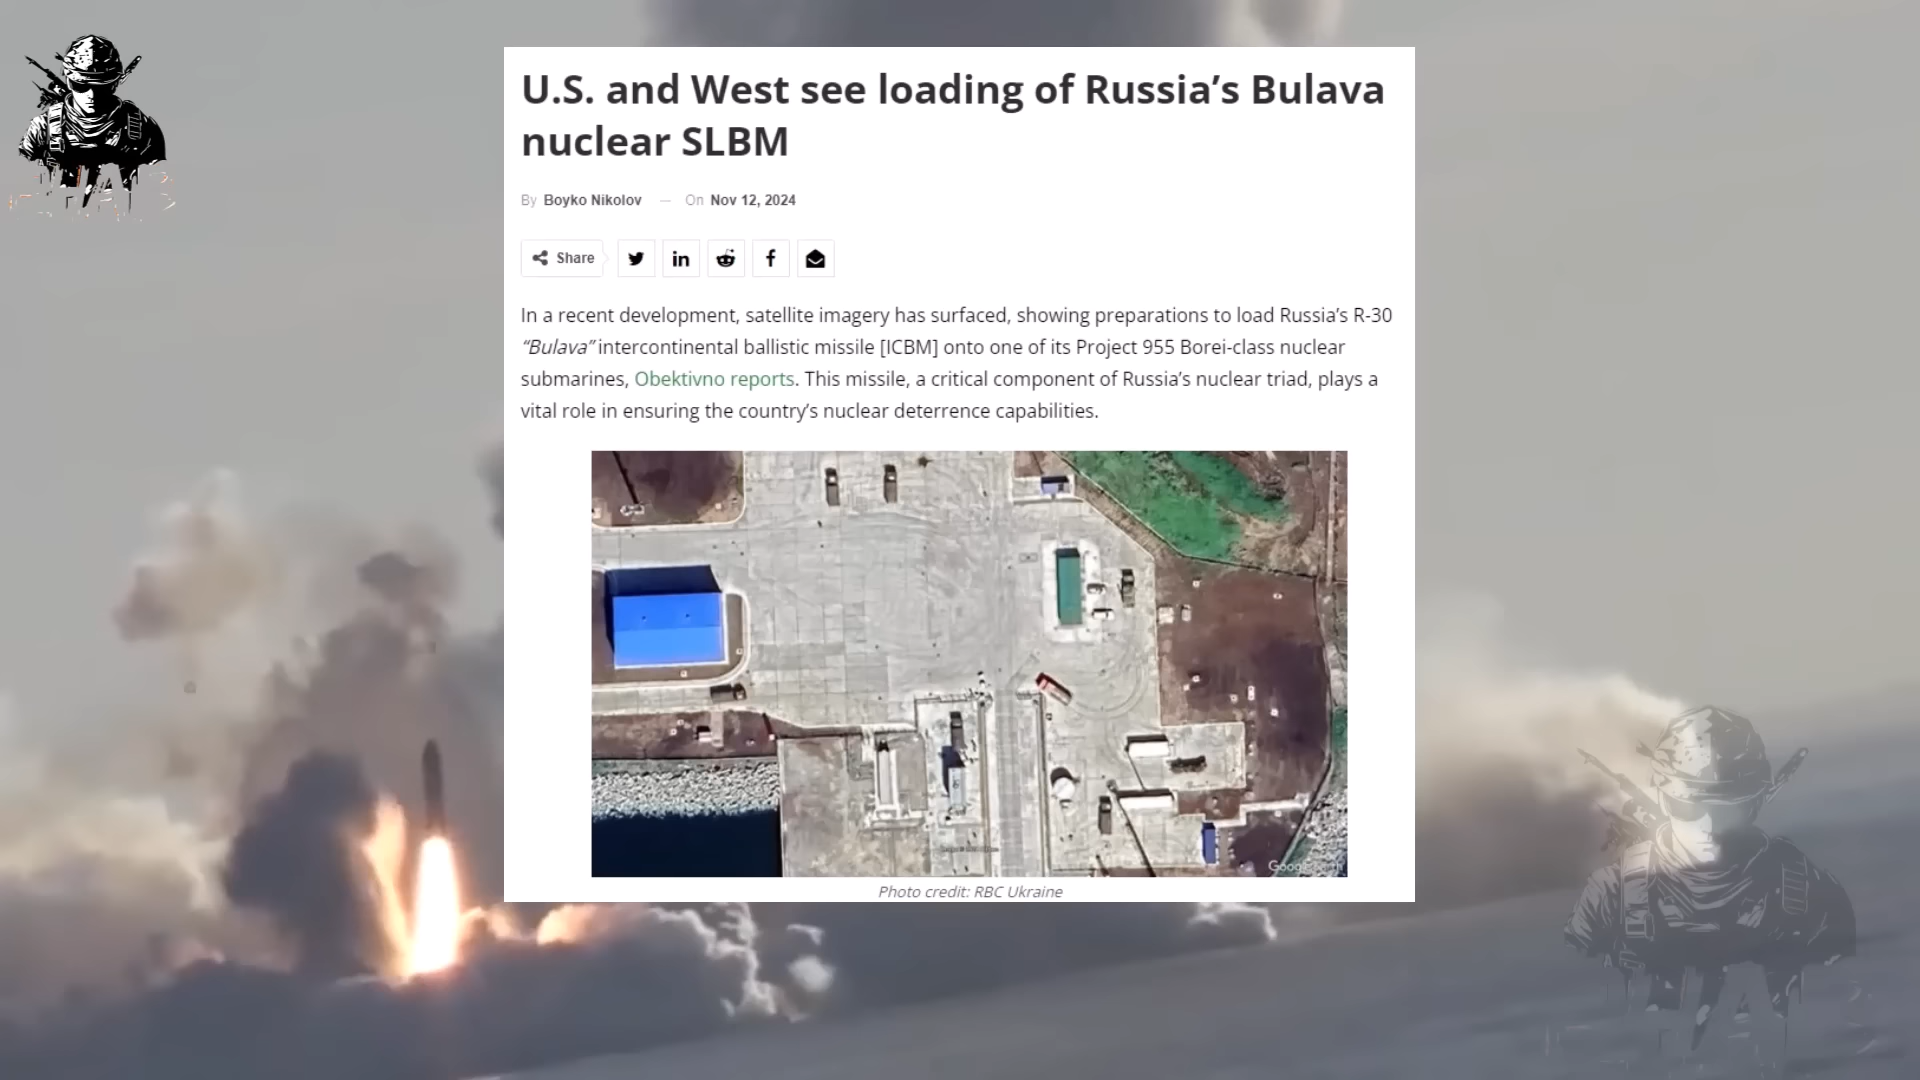 U.S. and West see loading of Russia’s Bulava
nuclear SLBM
By Boyko Nikolov — On Nov 12, 2024
Share
In a recent development, satellite imagery has surfaced, showing preparations to load Russia’s R-30
“Bulava” intercontinental ballistic missile [ICBM] onto one of its Project 955 Borei-class nuclear
submarines, Obektivno reports. This missile, a critical component of Russia’s nuclear triad, plays a
vital role in ensuring the country’s nuclear deterrence capabilities.
Photo credit: RBC Ukraine